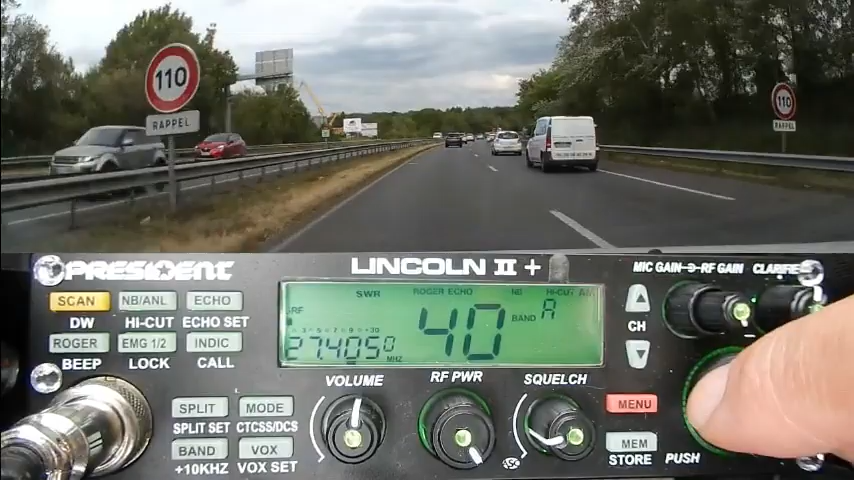 110
RAPPEL
110
RAPPEL
PRESIDENT
LINCOLN II +
MIC GAIN RF GAIN CLARIFIER
SCAN NB/ANL ECHO
DW HI-CUT ECHO SET
ROGER EMG 1/2 INDIC
BEEP LOCK CALL
SWR ROGER ECHO NB HI-CUT AM
RF
40 BAND A
27.4050 MHZ
CH
VOLUME RF PWR SQUELCH
SPLIT MODE
SPLIT SET CTCSS/DCS
BAND VOX
+10KHZ VOX SET
MENU
MEM
STORE PUSH
ASC